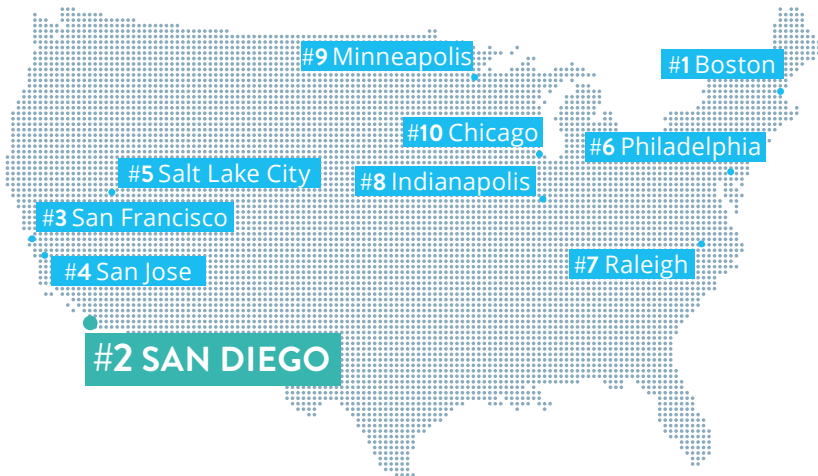 #9 Minneapolis
#1 Boston
#10 Chicago
#6 Philadelphia
#5 Salt Lake City
#8 Indianapolis
#3 San Francisco
#7 Raleigh
#4 San Jose
#2 SAN DIEGO